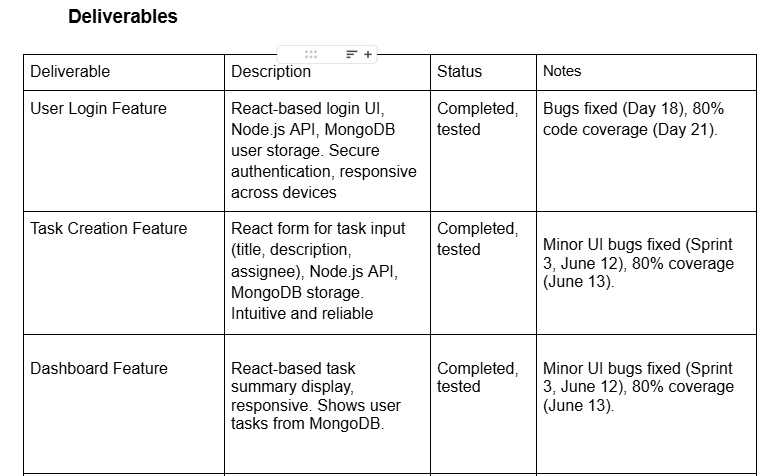 Deliverables
Deliverable
Description
Status
Notes
User Login Feature
React-based login UI,
Node.js API, MongoDB
user storage. Secure
authentication, responsive
across devices
Completed,
tested
Bugs fixed (Day 18), 80%
code coverage (Day 21).
Task Creation Feature
React form for task input
(title, description,
assignee), Node.js API,
MongoDB storage.
Intuitive and reliable
Completed,
tested
Minor UI bugs fixed (Sprint
3, June 12), 80% coverage
(June 13).
Dashboard Feature
React-based task
summary display,
responsive. Shows user
tasks from MongoDB.
Completed,
tested
Minor UI bugs fixed (Sprint
3, June 12), 80% coverage
(June 13).